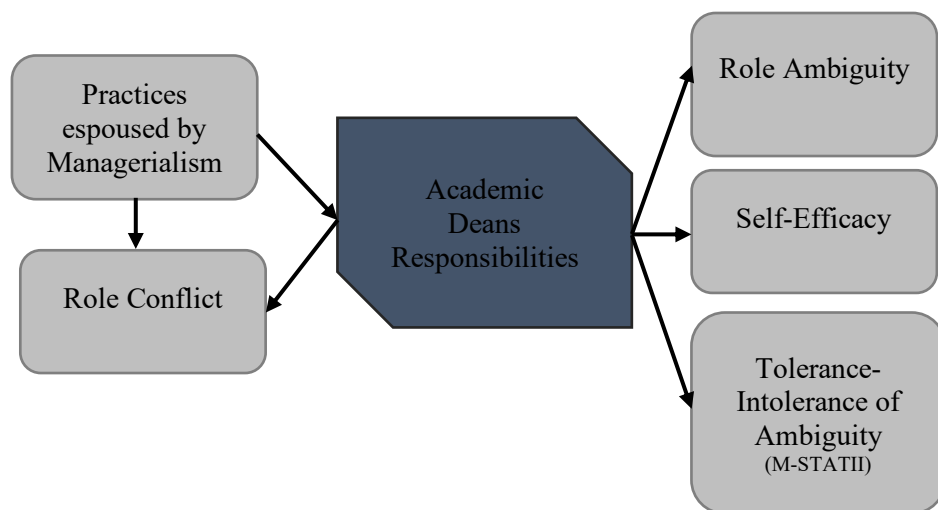 Practices
espoused by
Managerialism
Role Conflict
Academic
Deans
Responsibilities
Role Ambiguity
Self-Efficacy
Tolerance-
Intolerance of
Ambiguity
(M-STATII)